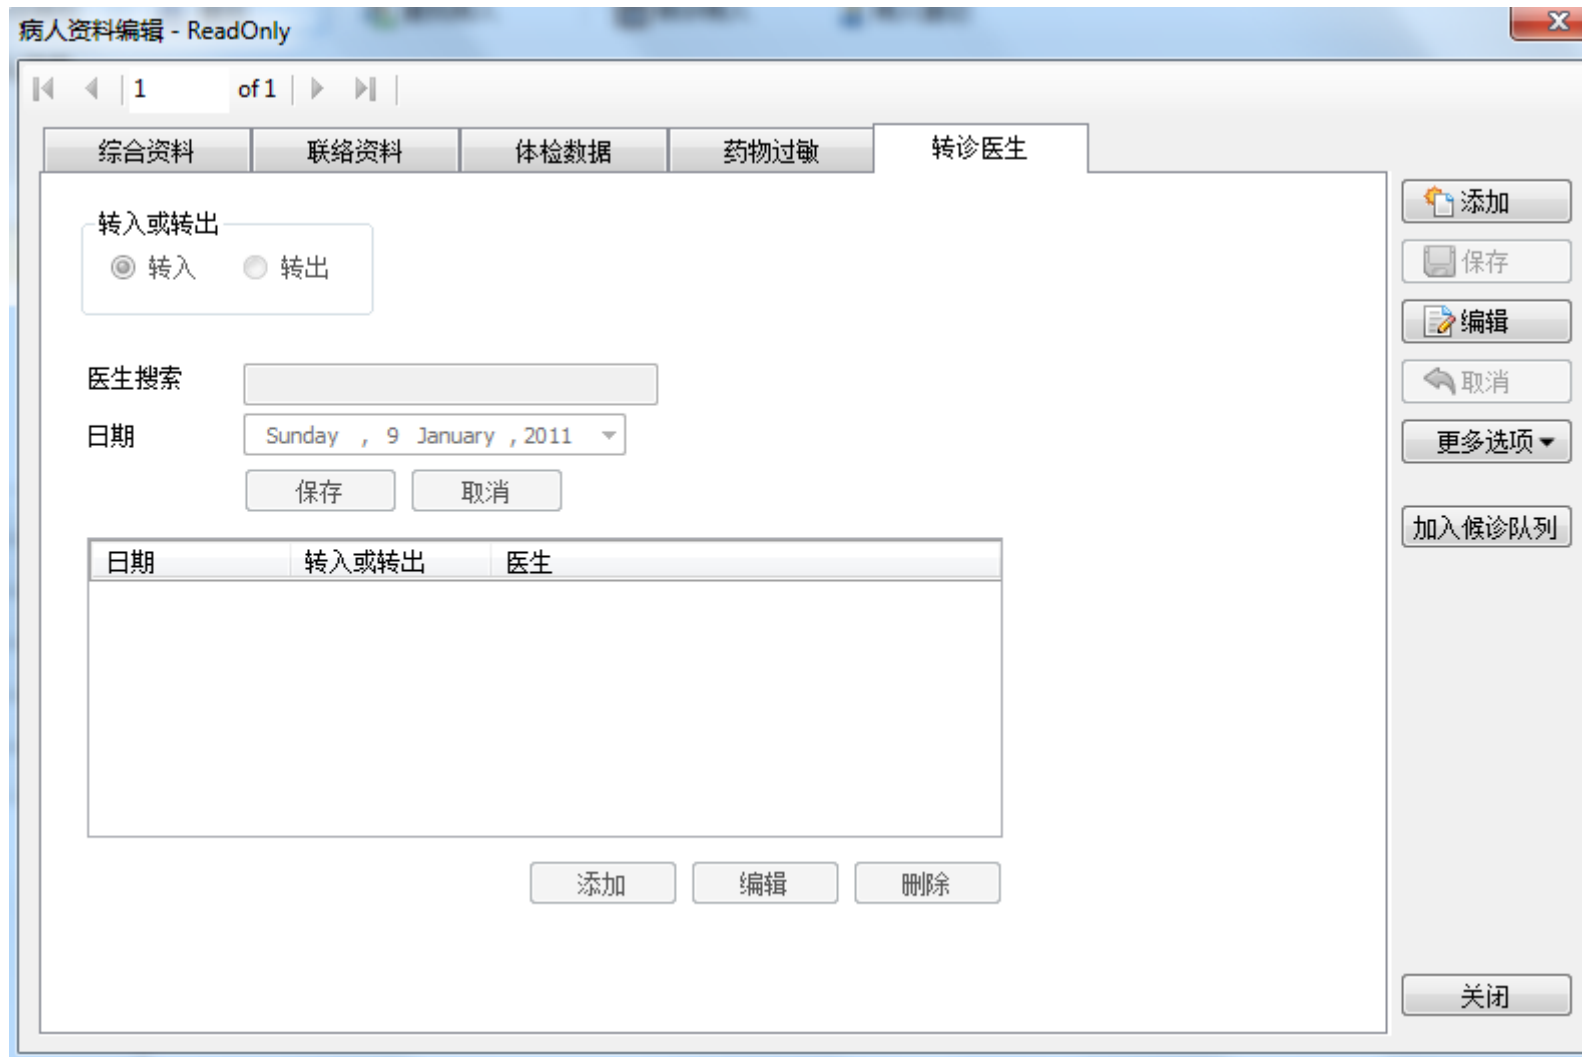 病人资料编辑 - ReadOnly
1 of 1
综合资料 联络资料 体检数据 药物过敏 转诊医生
转入或转出
转入 转出
医生搜索
日期 Sunday , 9 January , 2011
保存 取消
日期 转入或转出 医生
添加 编辑 删除
添加
保存
编辑
取消
更多选项
加入候诊队列
关闭